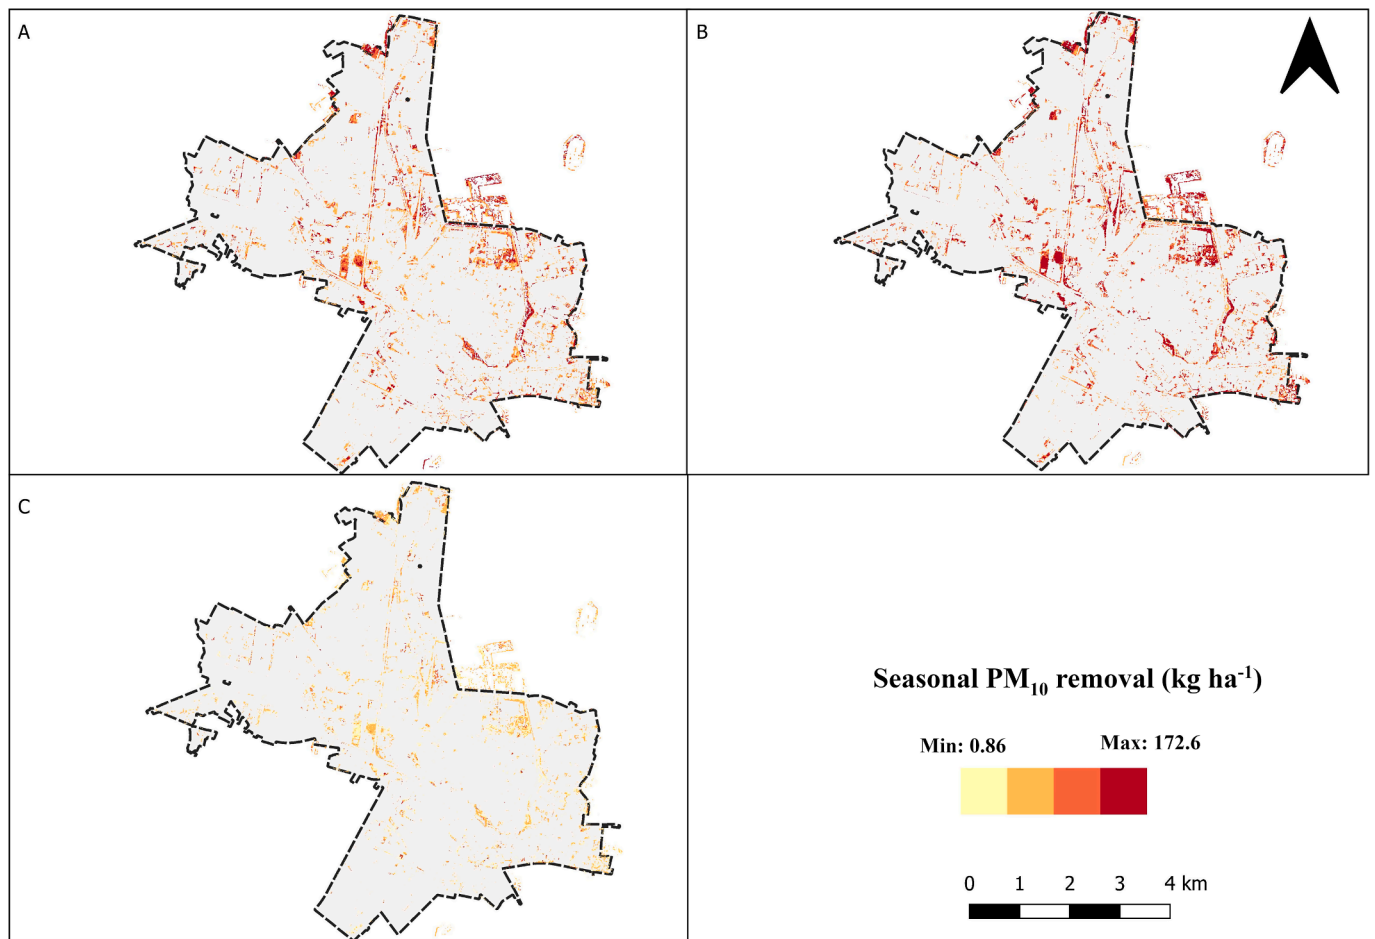 A
B
C
Seasonal PM₁₀ removal (kg ha⁻¹)
Min: 0.86 Max: 172.6
0 1 2 3 4 km